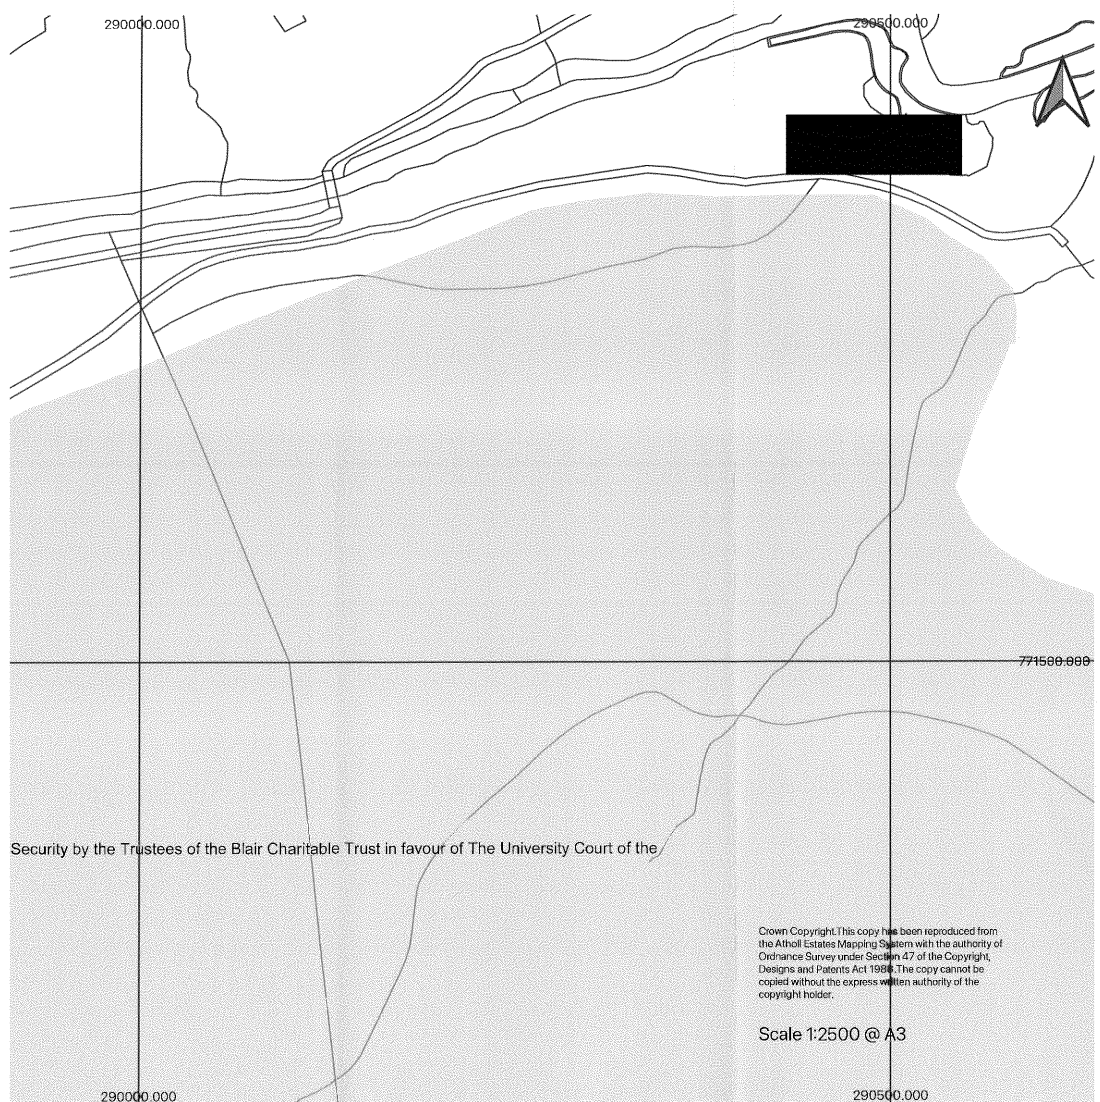 290000.000
290500.000
771500.000
Security by the Trustees of the Blair Charitable Trust in favour of The University Court of the
Crown Copyright.This copy has been reproduced from
the Atholl Estates Mapping System with the authority of
Ordnance Survey under Section 47 of the Copyright,
Designs and Patents Act 1988.The copy cannot be
copied without the express written authority of the
copyright holder.
Scale 1:2500 @ A3
290000.000
290500.000